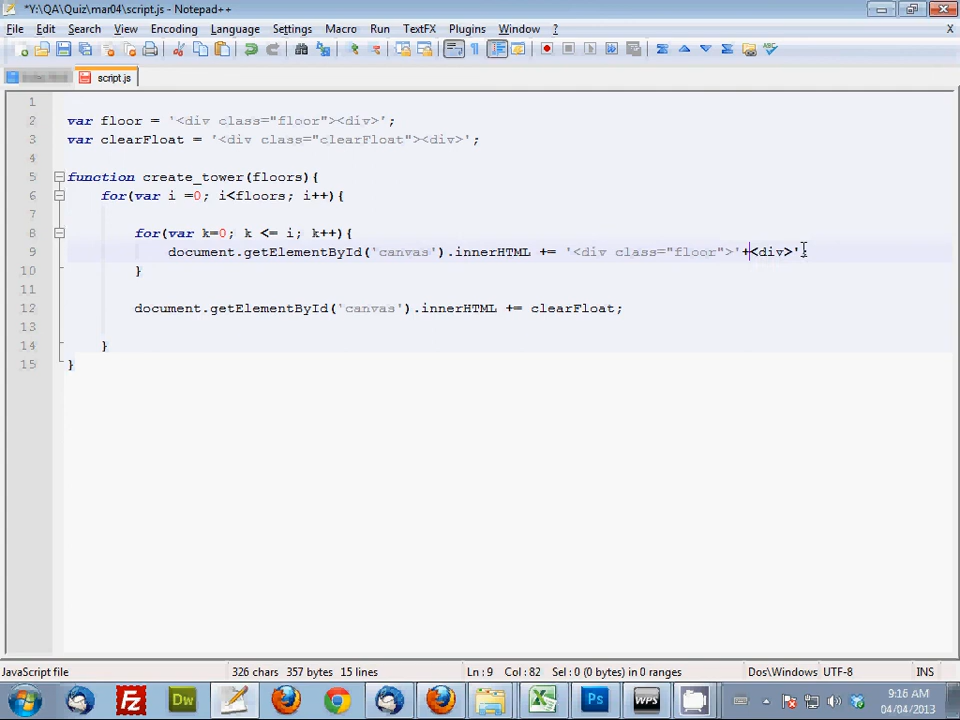 *Y:\QA\Quiz\mar04\script.js - Notepad++
File Edit Search View Encoding Language Settings Macro Run TextFX Plugins Window ? X
script.js
1
2 var floor = '<div class="floor"><div>';
3 var clearFloat = '<div class="clearFloat"><div>';
4
5 function create_tower(floors){
6 for(var i =0; i<floors; i++){
7
8 for(var k=0; k <= i; k++){
9 document.getElementById('canvas').innerHTML += '<div class="floor">'+<div>';
10 }
11
12 document.getElementById('canvas').innerHTML += clearFloat;
13
14 }
15 }
JavaScript file 326 chars 357 bytes 15 lines Ln : 9 Col : 82 Sel : 0 (0 bytes) in 0 ranges Dos\Windows UTF-8 INS
Fz Dw Ps WPS
9:16 AM
04/04/2013